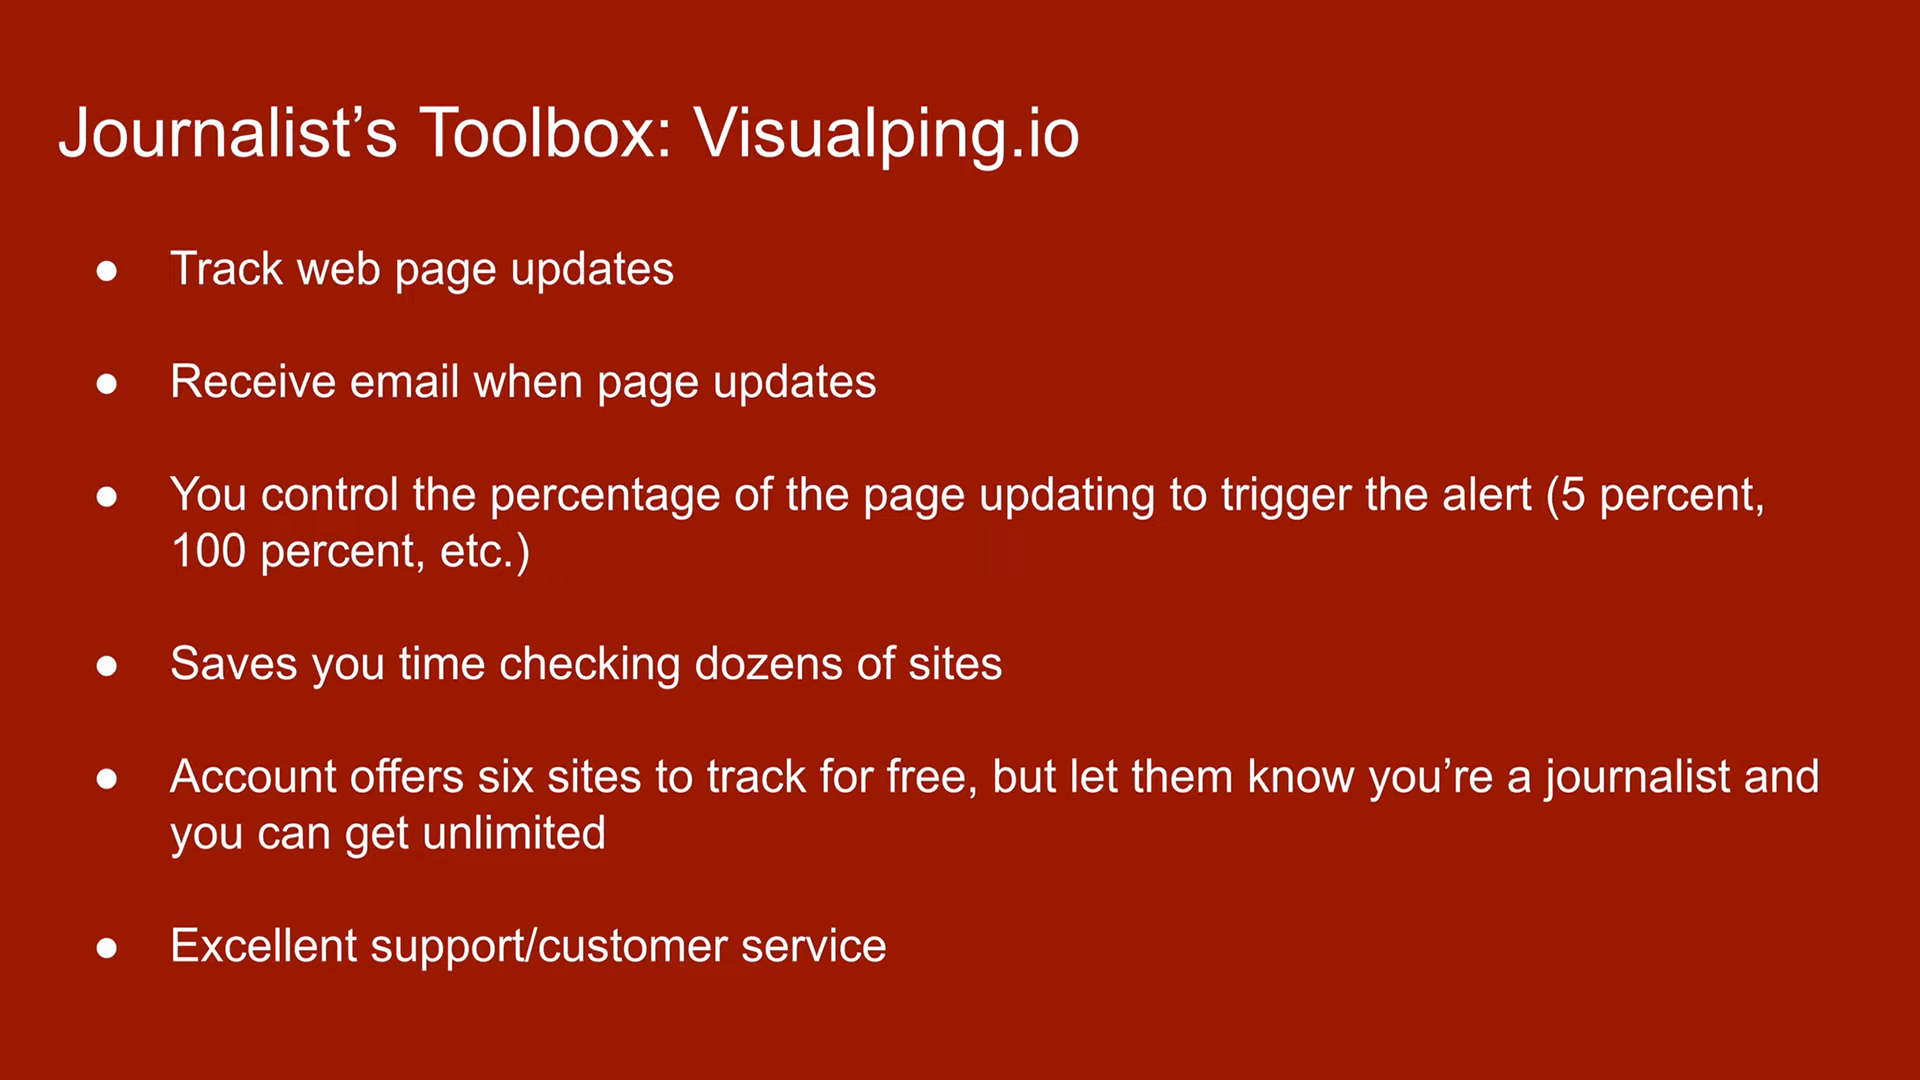 Journalist’s Toolbox: Visualping.io
● Track web page updates
● Receive email when page updates
● You control the percentage of the page updating to trigger the alert (5 percent,
100 percent, etc.)
● Saves you time checking dozens of sites
● Account offers six sites to track for free, but let them know you’re a journalist and
you can get unlimited
● Excellent support/customer service